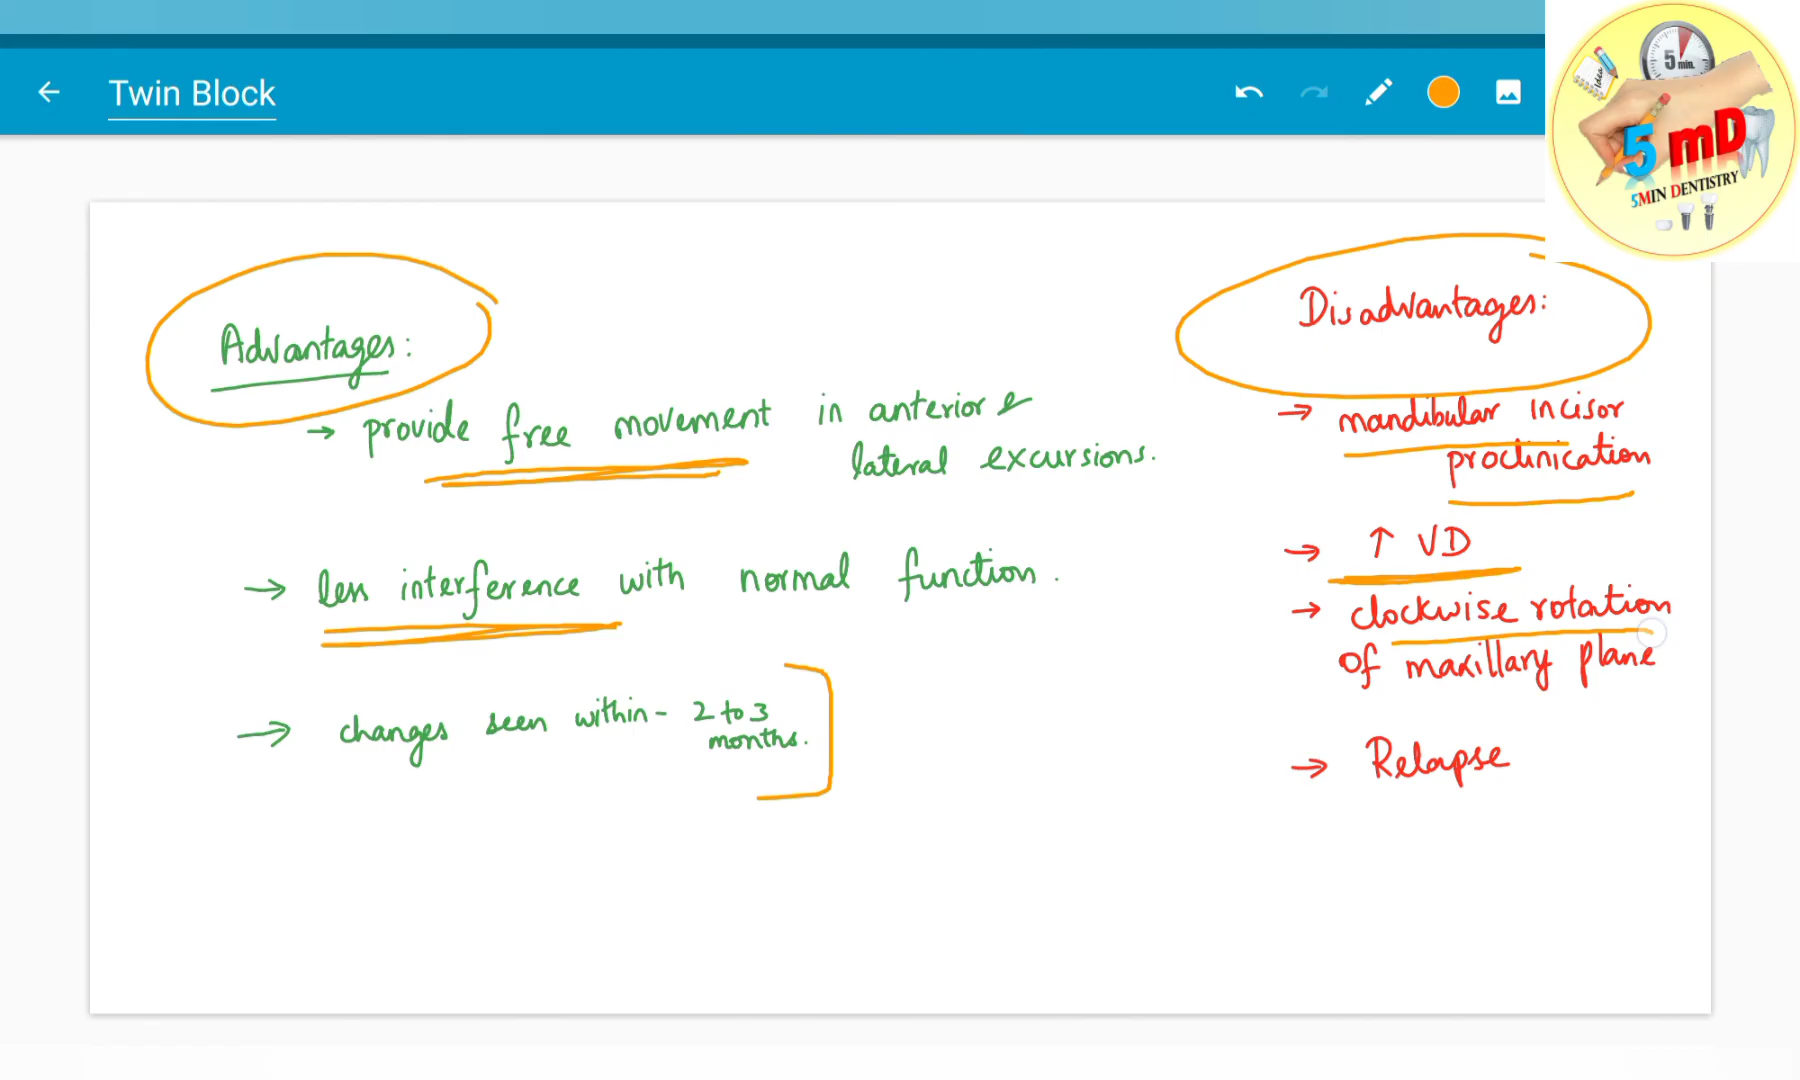 Twin Block
5 min.
Idea
5 mD
5MIN DENTISTRY
Advantages:
→ provide free movement in anterior &
lateral excursions.
→ less interference with normal function.
→ changes seen within - 2 to 3
months.
Disadvantages:
→ mandibular incisor
proclinication
→ ↑ VD
→ clockwise rotation
of maxillary plane
→ Relapse